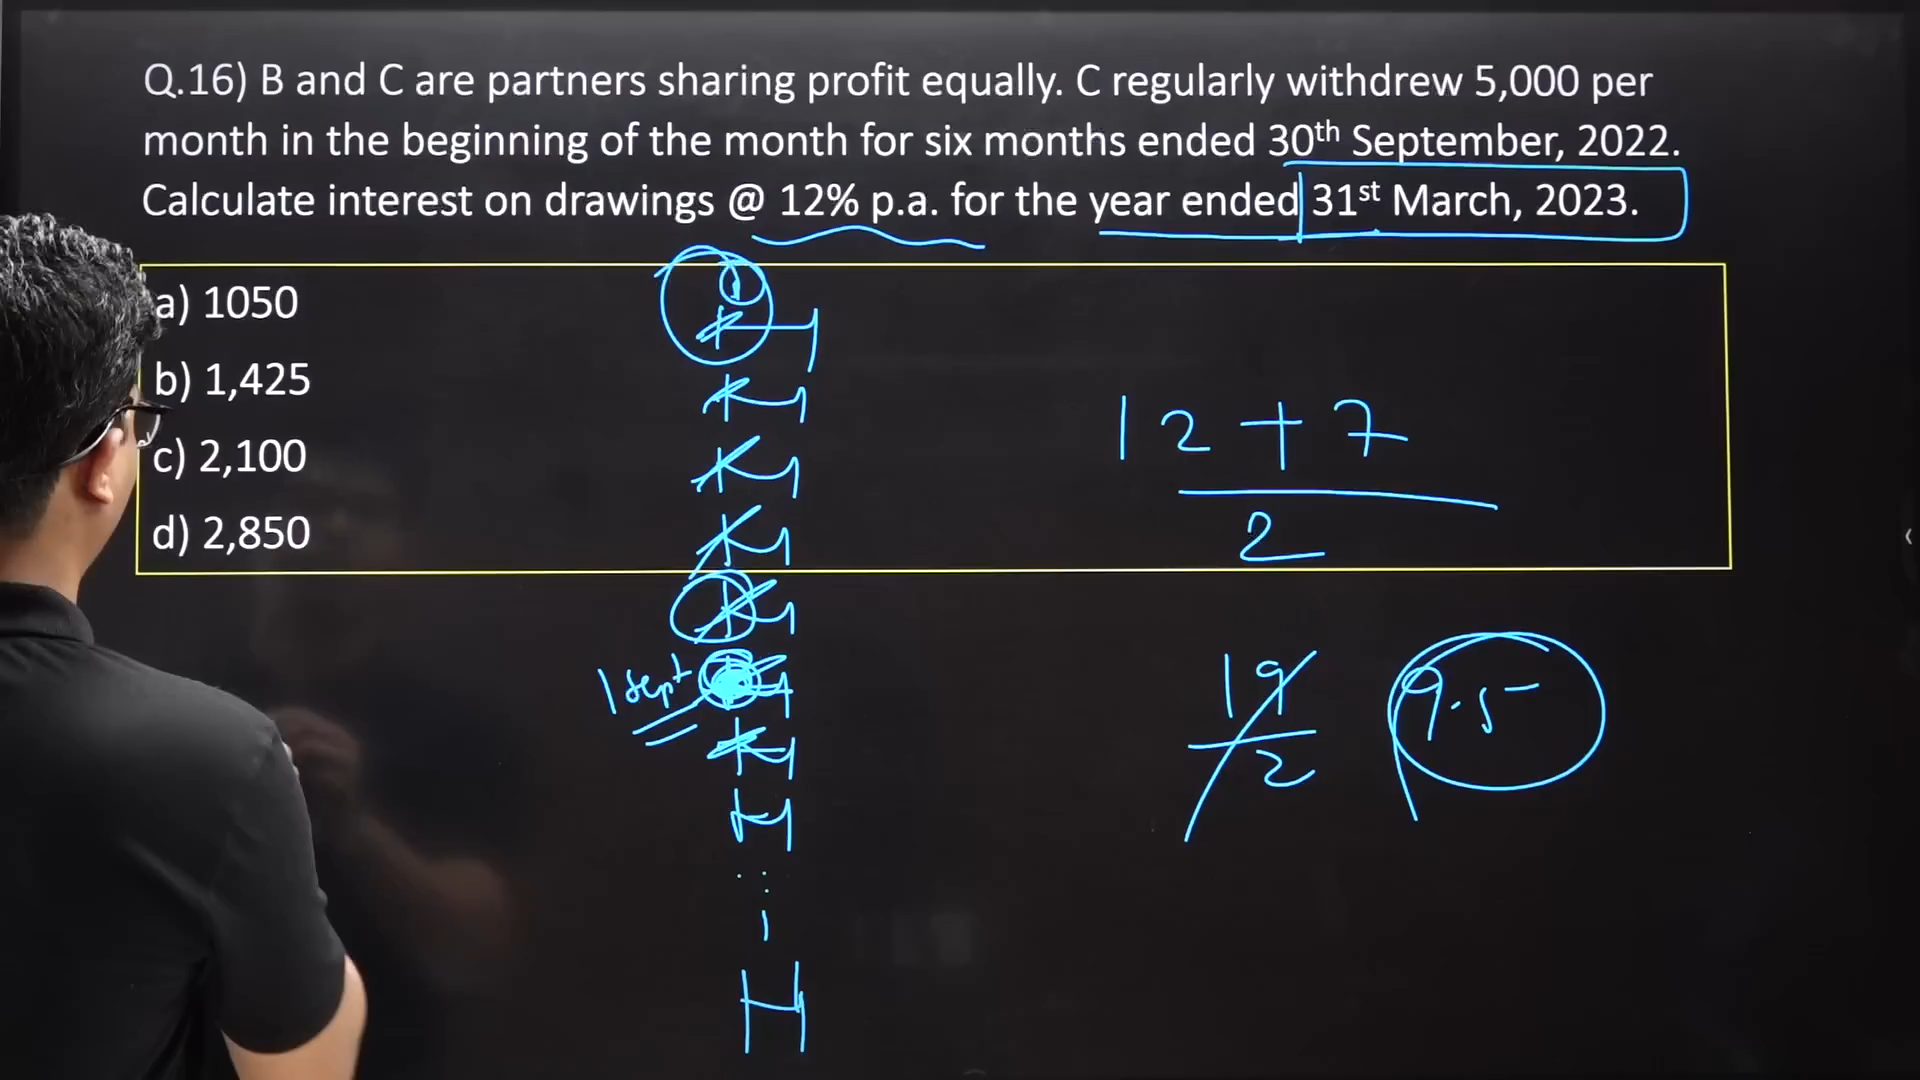 Q.16) B and C are partners sharing profit equally. C regularly withdrew 5,000 per
month in the beginning of the month for six months ended 30th September, 2022.
Calculate interest on drawings @ 12% p.a. for the year ended 31st March, 2023.
a) 1050
b) 1,425
c) 2,100
d) 2,850
12 + 7
2
1 sept
19
2
9.5